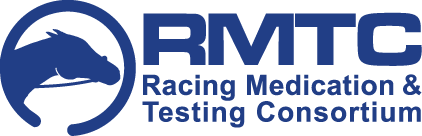 RMTC
Racing Medication &
Testing Consortium